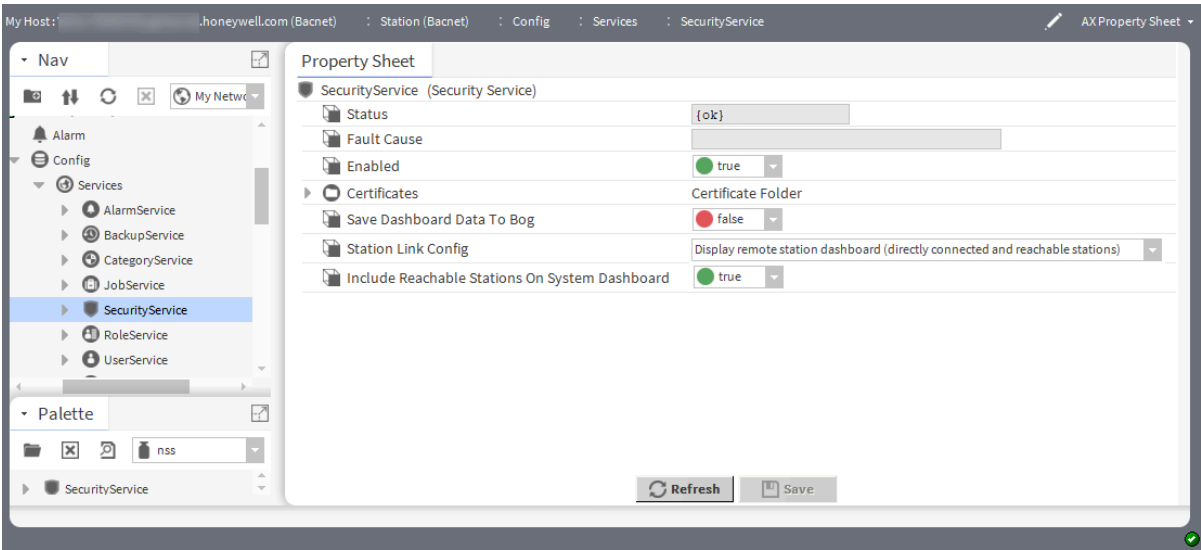 My Host : .honeywell.com (Bacnet) : Station (Bacnet) : Config : Services : SecurityService AX Property Sheet
Nav
My Netwo
Alarm
Config
Services
AlarmService
BackupService
CategoryService
JobService
SecurityService
RoleService
UserService
Palette
nss
SecurityService
Property Sheet
SecurityService (Security Service)
Status {ok}
Fault Cause
Enabled true
Certificates Certificate Folder
Save Dashboard Data To Bog false
Station Link Config Display remote station dashboard (directly connected and reachable stations)
Include Reachable Stations On System Dashboard true
Refresh Save